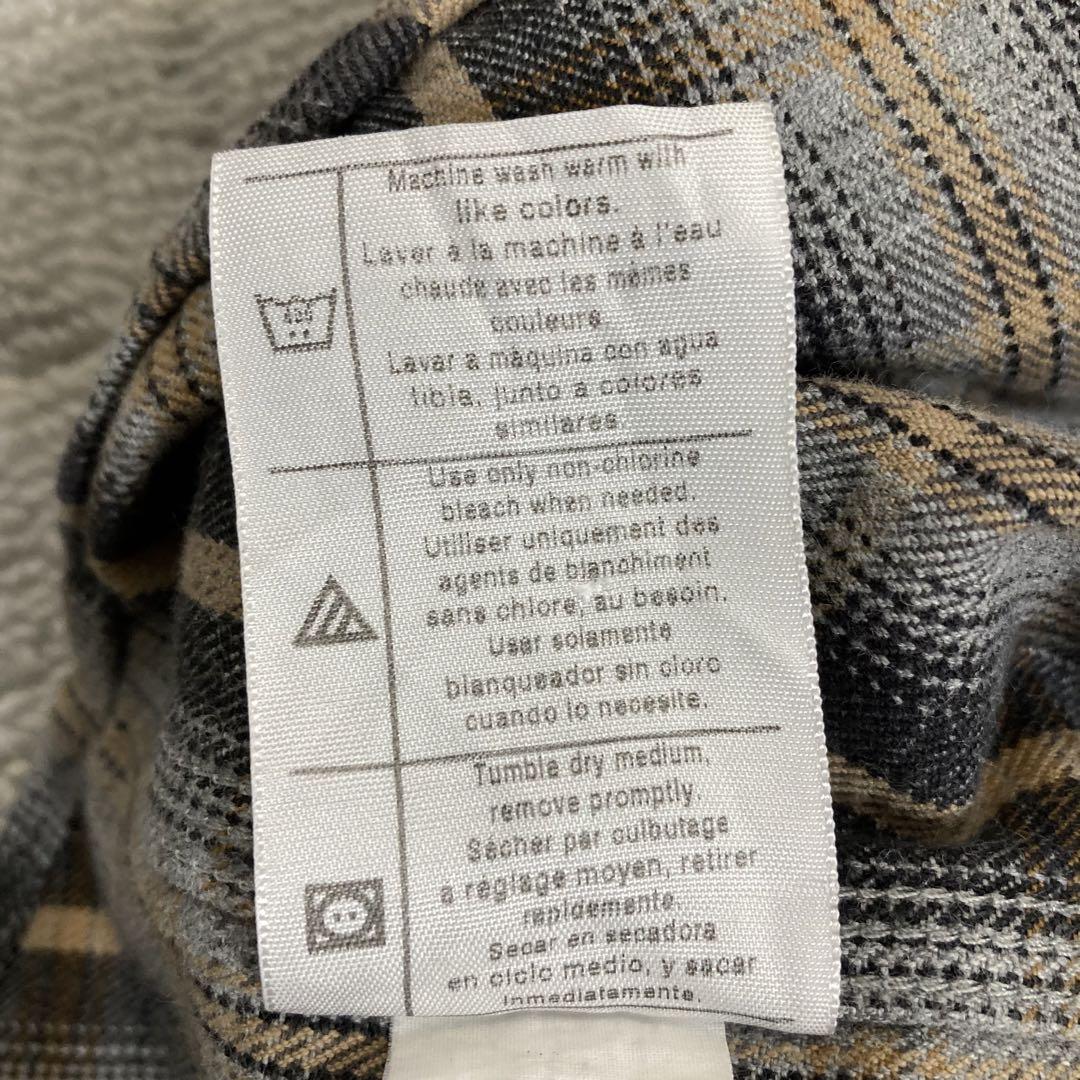 Machine wash warm with
like colors.
Laver à la machine à l'eau
chaude avec les mêmes
couleurs.
Lavar a máquina con agua
tibia, junto a colores
similares
Use only non-chlorine
bleach when needed.
Utiliser uniquement des
agents de blanchiment
sans chlore, au besoin.
Usar solamente
blanqueador sin cloro
cuando lo necesite.
Tumble dry medium,
remove promptly.
Sécher par culbutage
a réglage moyen, retirer
rapidemente.
Secar en secadora
en ciclo medio, y sacar
inmediatamente.